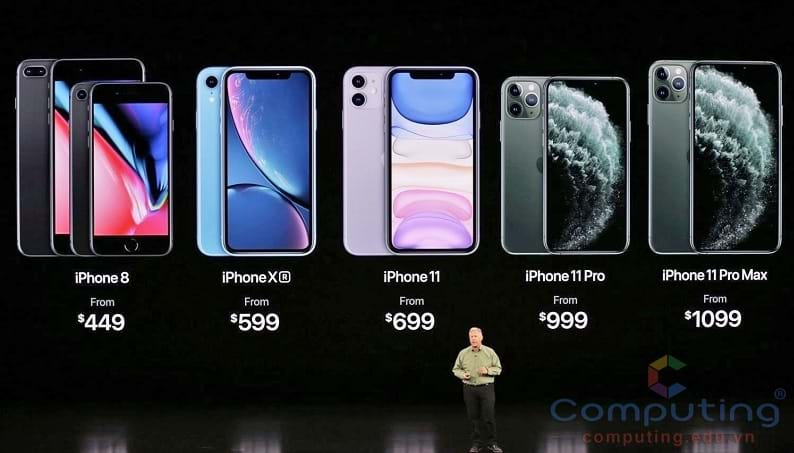 iPhone 8
From
$449
iPhone XR
From
$599
iPhone 11
From
$699
iPhone 11 Pro
From
$999
iPhone 11 Pro Max
From
$1099
Computing®
computing.edu.vn